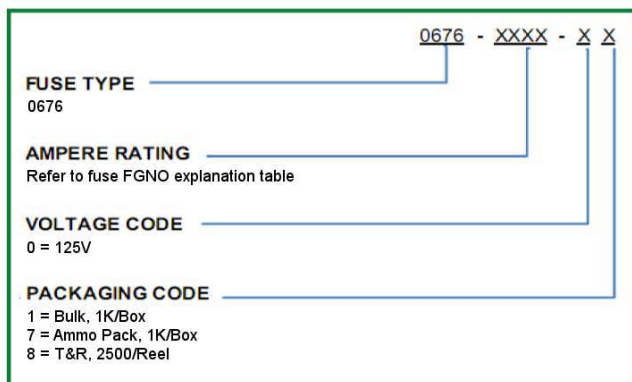 0676 - XXXX - X X
FUSE TYPE
0676
AMPERE RATING
Refer to fuse FGNO explanation table
VOLTAGE CODE
0 = 125V
PACKAGING CODE
1 = Bulk, 1K/Box
7 = Ammo Pack, 1K/Box
8 = T&R, 2500/Reel